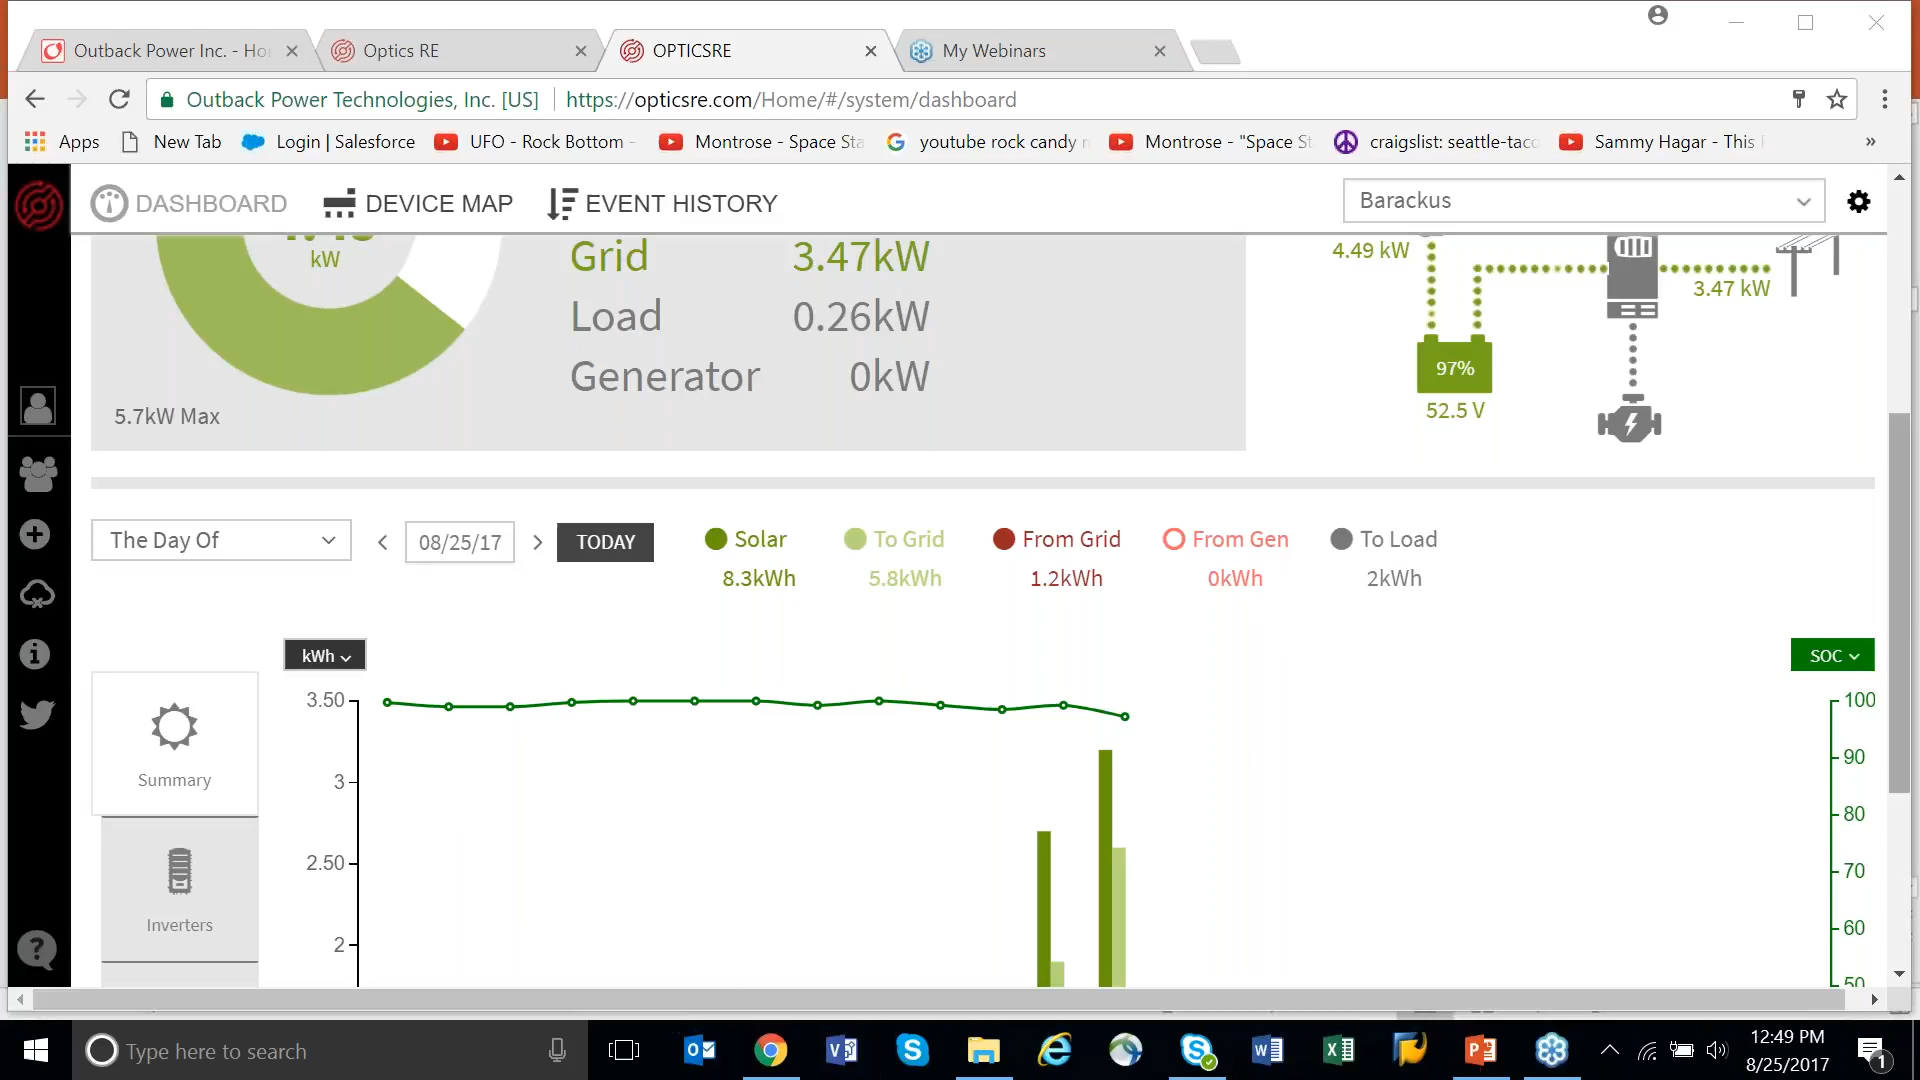 Outback Power Inc. - Ho
Optics RE
OPTICSRE
My Webinars
Outback Power Technologies, Inc. [US]
https://opticsre.com/Home/#/system/dashboard
Apps
New Tab
Login | Salesforce
UFO - Rock Bottom -
Montrose - Space Sta
youtube rock candy
Montrose - "Space St
craigslist: seattle-taco
Sammy Hagar - This
»
DASHBOARD
DEVICE MAP
EVENT HISTORY
Barackus
kW
5.7kW Max
Grid 3.47kW
Load 0.26kW
Generator 0kW
4.49 kW
3.47 kW
97%
52.5 V
The Day Of
08/25/17
TODAY
Solar
8.3kWh
To Grid
5.8kWh
From Grid
1.2kWh
From Gen
0kWh
To Load
2kWh
kWh
SOC
Summary
Inverters
3.50
3
2.50
2
100
90
80
70
60
50
Type here to search
12:49 PM
8/25/2017
1